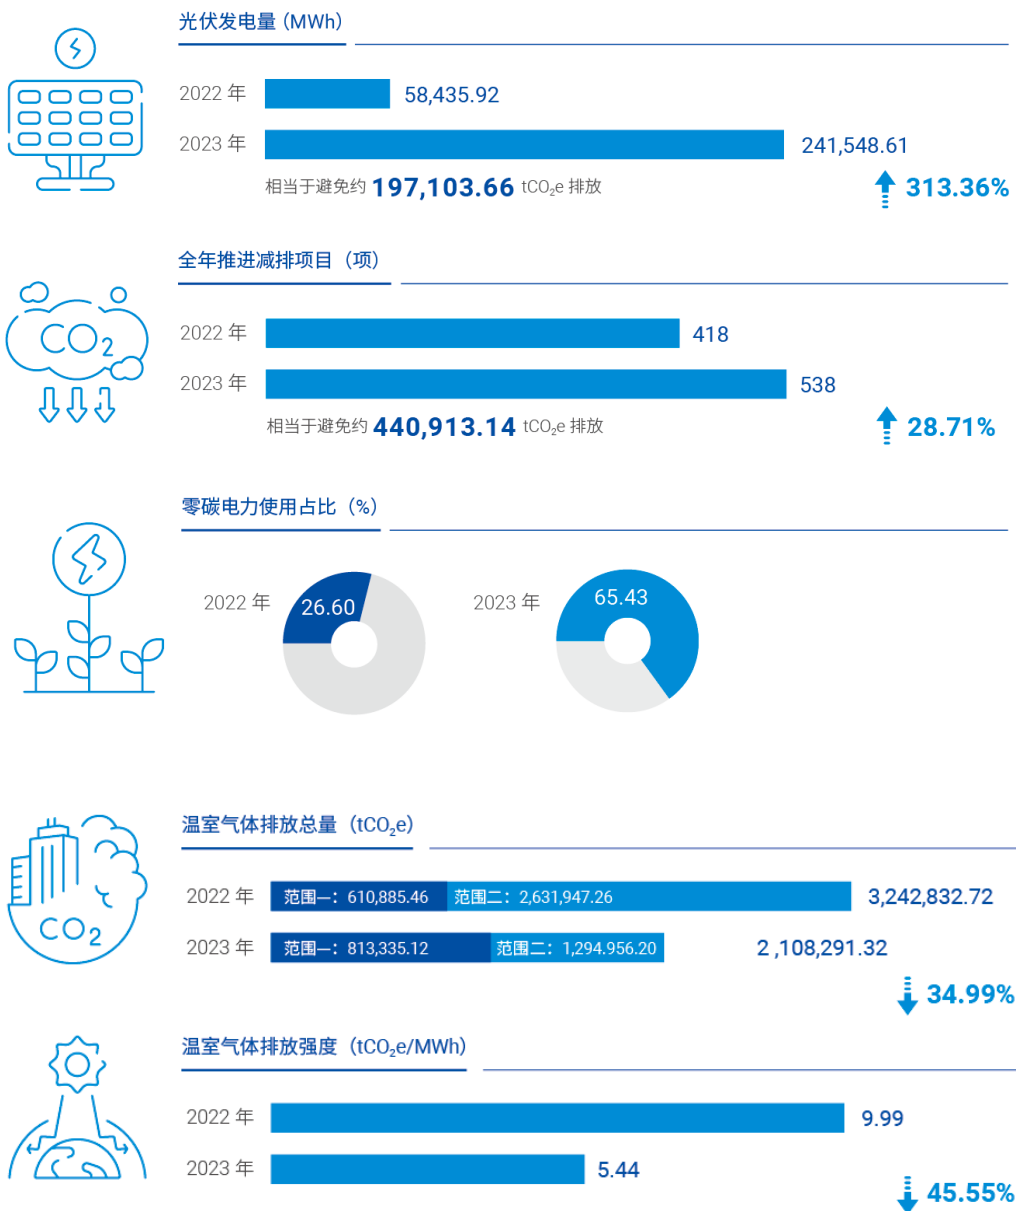 光伏发电量 (MWh)
2022 年 58,435.92
2023 年 241,548.61
相当于避免约 197,103.66 tCO₂e 排放 313.36%
全年推进减排项目（项）
CO₂
2022 年 418
2023 年 538
相当于避免约 440,913.14 tCO₂e 排放 28.71%
零碳电力使用占比（%）
2022 年 26.60 2023 年 65.43
温室气体排放总量（tCO₂e）
2022 年 范围一：610,885.46 范围二：2,631,947.26 3,242,832.72
CO₂
2023 年 范围一：813,335.12 范围二：1,294.956.20 2 ,108,291.32
34.99%
温室气体排放强度（tCO₂e/MWh）
2022 年 9.99
2023 年 5.44
45.55%